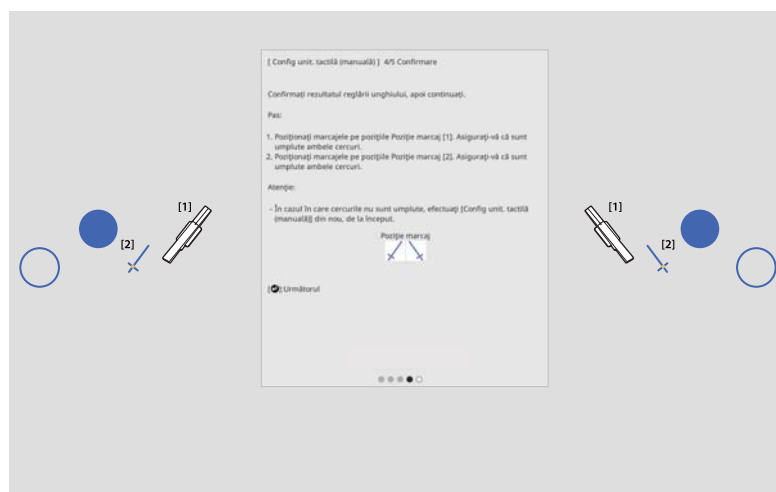 [ Config unit. tactilă (manuală) ] 4/5 Confirmare
Confirmați rezultatul reglării unghiului, apoi continuați.
Pas:
1. Poziționați marcajele pe pozițiile Poziție marcaj [1]. Asigurați-vă că sunt
umplute ambele cercuri.
2. Poziționați marcajele pe pozițiile Poziție marcaj [2]. Asigurați-vă că sunt
umplute ambele cercuri.
Atenție:
- În cazul în care cercurile nu sunt umplute, efectuați [Config unit. tactilă
(manuală)] din nou, de la început.
[1]
[1]
[2]
[2]
Poziție marcaj
[ ]:Următorul